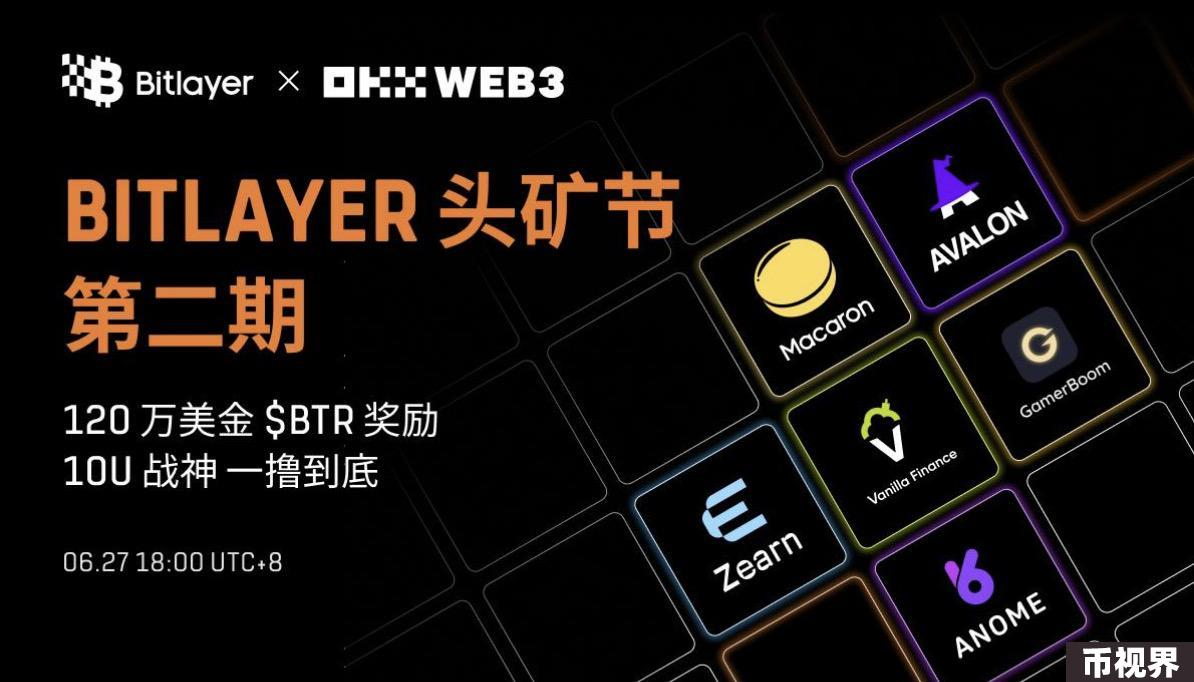 Bitlayer × OKX WEB3
BITLAYER 头矿节
第二期
120 万美金 $BTR 奖励
10U 战神 一撸到底
06.27 18:00 UTC+8
AVALON
Macaron
GamerBoom
Vanilla Finance
Zearn
ANOME
币视界